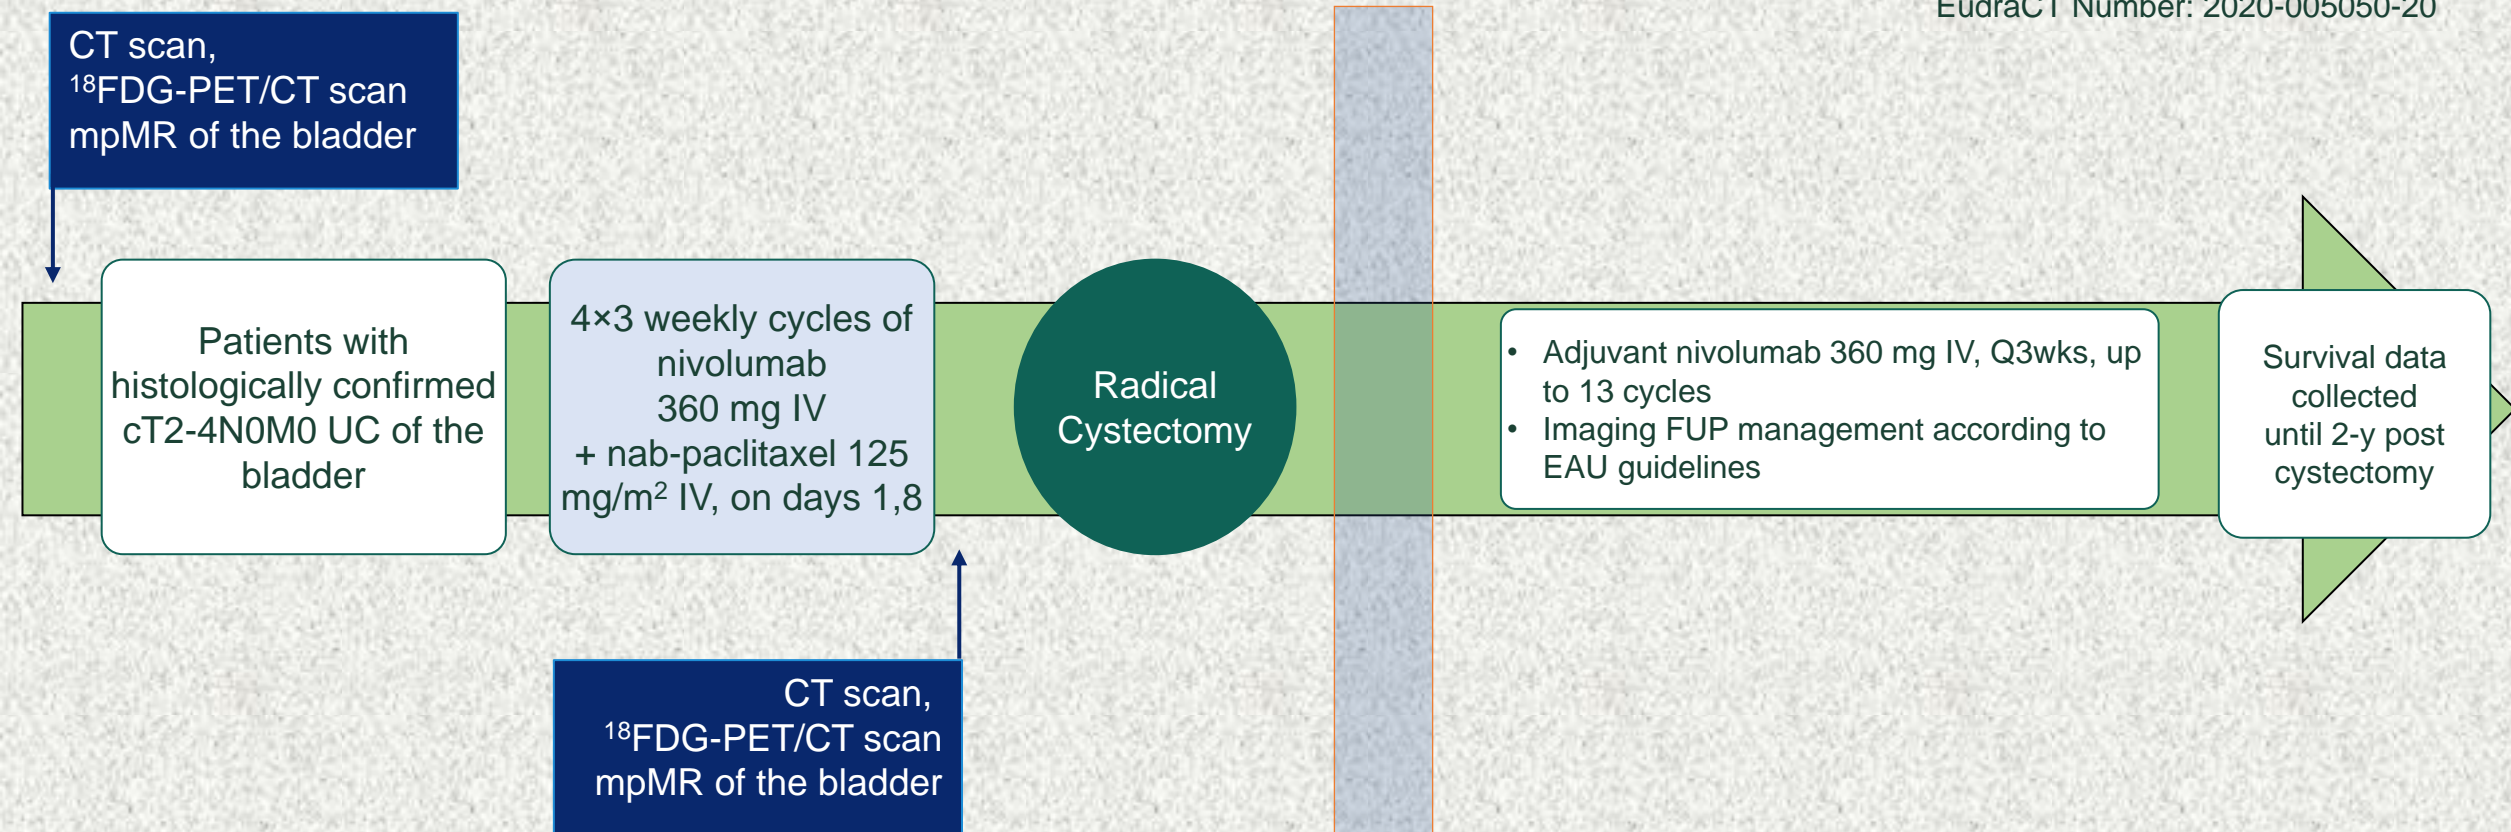 EudraCT Number: 2020-005050-20
CT scan,
¹⁸FDG-PET/CT scan
mpMR of the bladder
Patients with
histologically confirmed
cT2-4N0M0 UC of the
bladder
4×3 weekly cycles of
nivolumab
360 mg IV
+ nab-paclitaxel 125
mg/m² IV, on days 1,8
Radical
Cystectomy
• Adjuvant nivolumab 360 mg IV, Q3wks, up
to 13 cycles
• Imaging FUP management according to
EAU guidelines
Survival data
collected
until 2-y post
cystectomy
CT scan,
¹⁸FDG-PET/CT scan
mpMR of the bladder